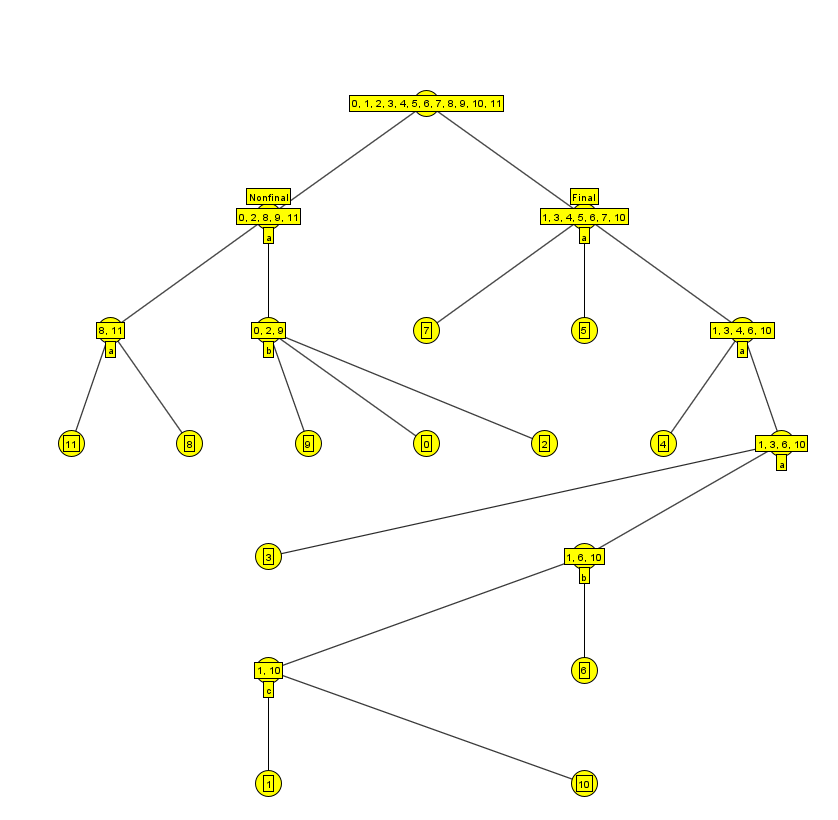 0, 1, 2, 3, 4, 5, 6, 7, 8, 9, 10, 11
Nonfinal
0, 2, 8, 9, 11
a
Final
1, 3, 4, 5, 6, 7, 10
a
8, 11
a
0, 2, 9
b
7
5
1, 3, 4, 6, 10
a
11
8
9
0
2
4
1, 3, 6, 10
a
3
1, 6, 10
b
1, 10
c
6
1
10